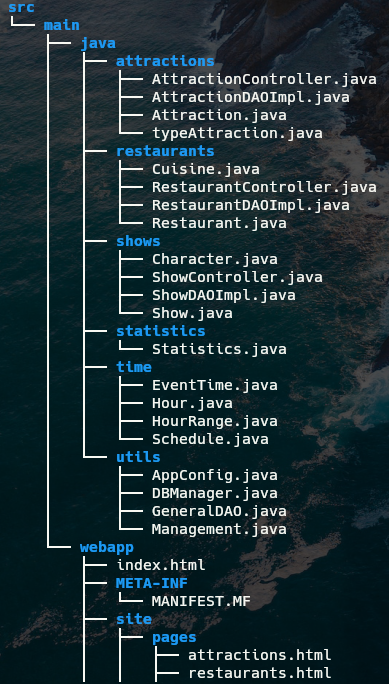 src
main
java
attractions
AttractionController.java
AttractionDAOImpl.java
Attraction.java
typeAttraction.java
restaurants
Cuisine.java
RestaurantController.java
RestaurantDAOImpl.java
Restaurant.java
shows
Character.java
ShowController.java
ShowDAOImpl.java
Show.java
statistics
Statistics.java
time
EventTime.java
Hour.java
HourRange.java
Schedule.java
utils
AppConfig.java
DBManager.java
GeneralDAO.java
Management.java
webapp
index.html
META-INF
MANIFEST.MF
site
pages
attractions.html
restaurants.html